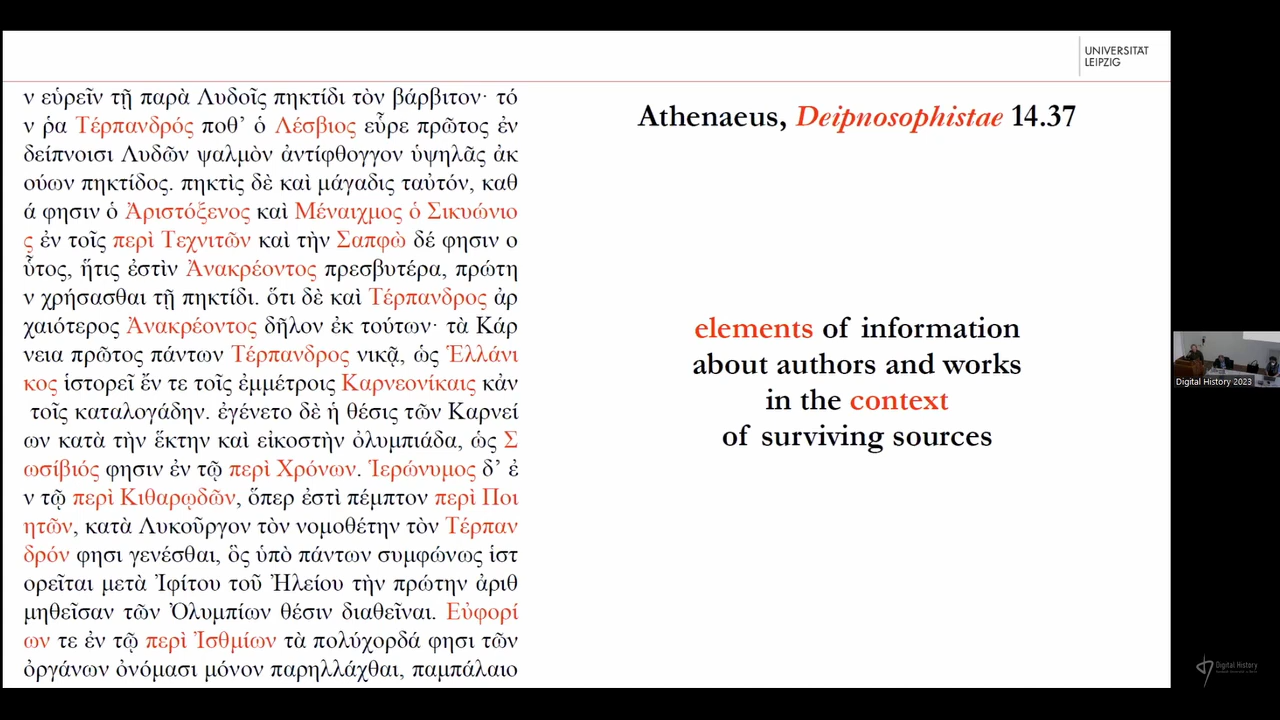 UNIVERSITÄT
LEIPZIG
ν εὑρεῖν τῇ παρὰ Λυδοῖς πηκτίδι τὸν βάρβιτον· τό
ν ῥα Τέρπανδρός ποθ’ ὁ Λέσβιος εὗρε πρῶτος ἐν
δείπνοισι Λυδῶν ψαλμὸν ἀντίφθογγον ὑψηλᾶς ἀκ
ούων πηκτίδος. πηκτὶς δὲ καὶ μάγαδις ταὐτόν, καθ
ά φησιν ὁ Ἀριστόξενος καὶ Μέναιχμος ὁ Σικυώνιο
ς ἐν τοῖς περὶ Τεχνιτῶν καὶ τὴν Σαπφὼ δέ φησιν ο
ὗτος, ἥτις ἐστὶν Ἀνακρέοντος πρεσβυτέρα, πρώτη
ν χρήσασθαι τῇ πηκτίδι. ὅτι δὲ καὶ Τέρπανδρος ἀρ
χαιότερος Ἀνακρέοντος δῆλον ἐκ τούτων· τὰ Κάρ
νεια πρῶτος πάντων Τέρπανδρος νικᾷ, ὡς Ἑλλάνι
κος ἱστορεῖ ἔν τε τοῖς ἐμμέτροις Καρνεονίκαις κἀν
τοῖς καταλογάδην. ἐγένετο δὲ ἡ θέσις τῶν Καρνεί
ων κατὰ τὴν ἕκτην καὶ εἰκοστὴν ὀλυμπιάδα, ὡς Σ
ωσίβιός φησιν ἐν τῷ περὶ Χρόνων. Ἱερώνυμος δ’ ἐ
ν τῷ περὶ Κιθαρῳδῶν, ὅπερ ἐστὶ πέμπτον περὶ Ποι
ητῶν, κατὰ Λυκοῦργον τὸν νομοθέτην τὸν Τέρπαν
δρόν φησι γενέσθαι, ὃς ὑπὸ πάντων συμφώνως ἱστ
ορεῖται μετὰ Ἰφίτου τοῦ Ἠλείου τὴν πρώτην ἀριθ
μηθεῖσαν τῶν Ὀλυμπίων θέσιν διαθεῖναι. Εὐφορί
ων τε ἐν τῷ περὶ Ἰσθμίων τὰ πολύχορδά φησι τῶν
ὀργάνων ὀνόμασι μόνον παρηλλάχθαι, παμπάλαιο
Athenaeus, Deipnosophistae 14.37
elements of information
about authors and works
in the context
of surviving sources
Digital History 2023
Digital History